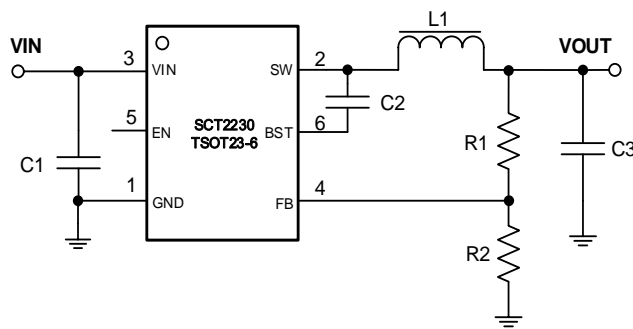 L1
VIN
VOUT
3
VIN
SW
2
C2
5
EN
SCT2230
TSOT23-6
BST
6
R1
C1
C3
1
GND
FB
4
R2